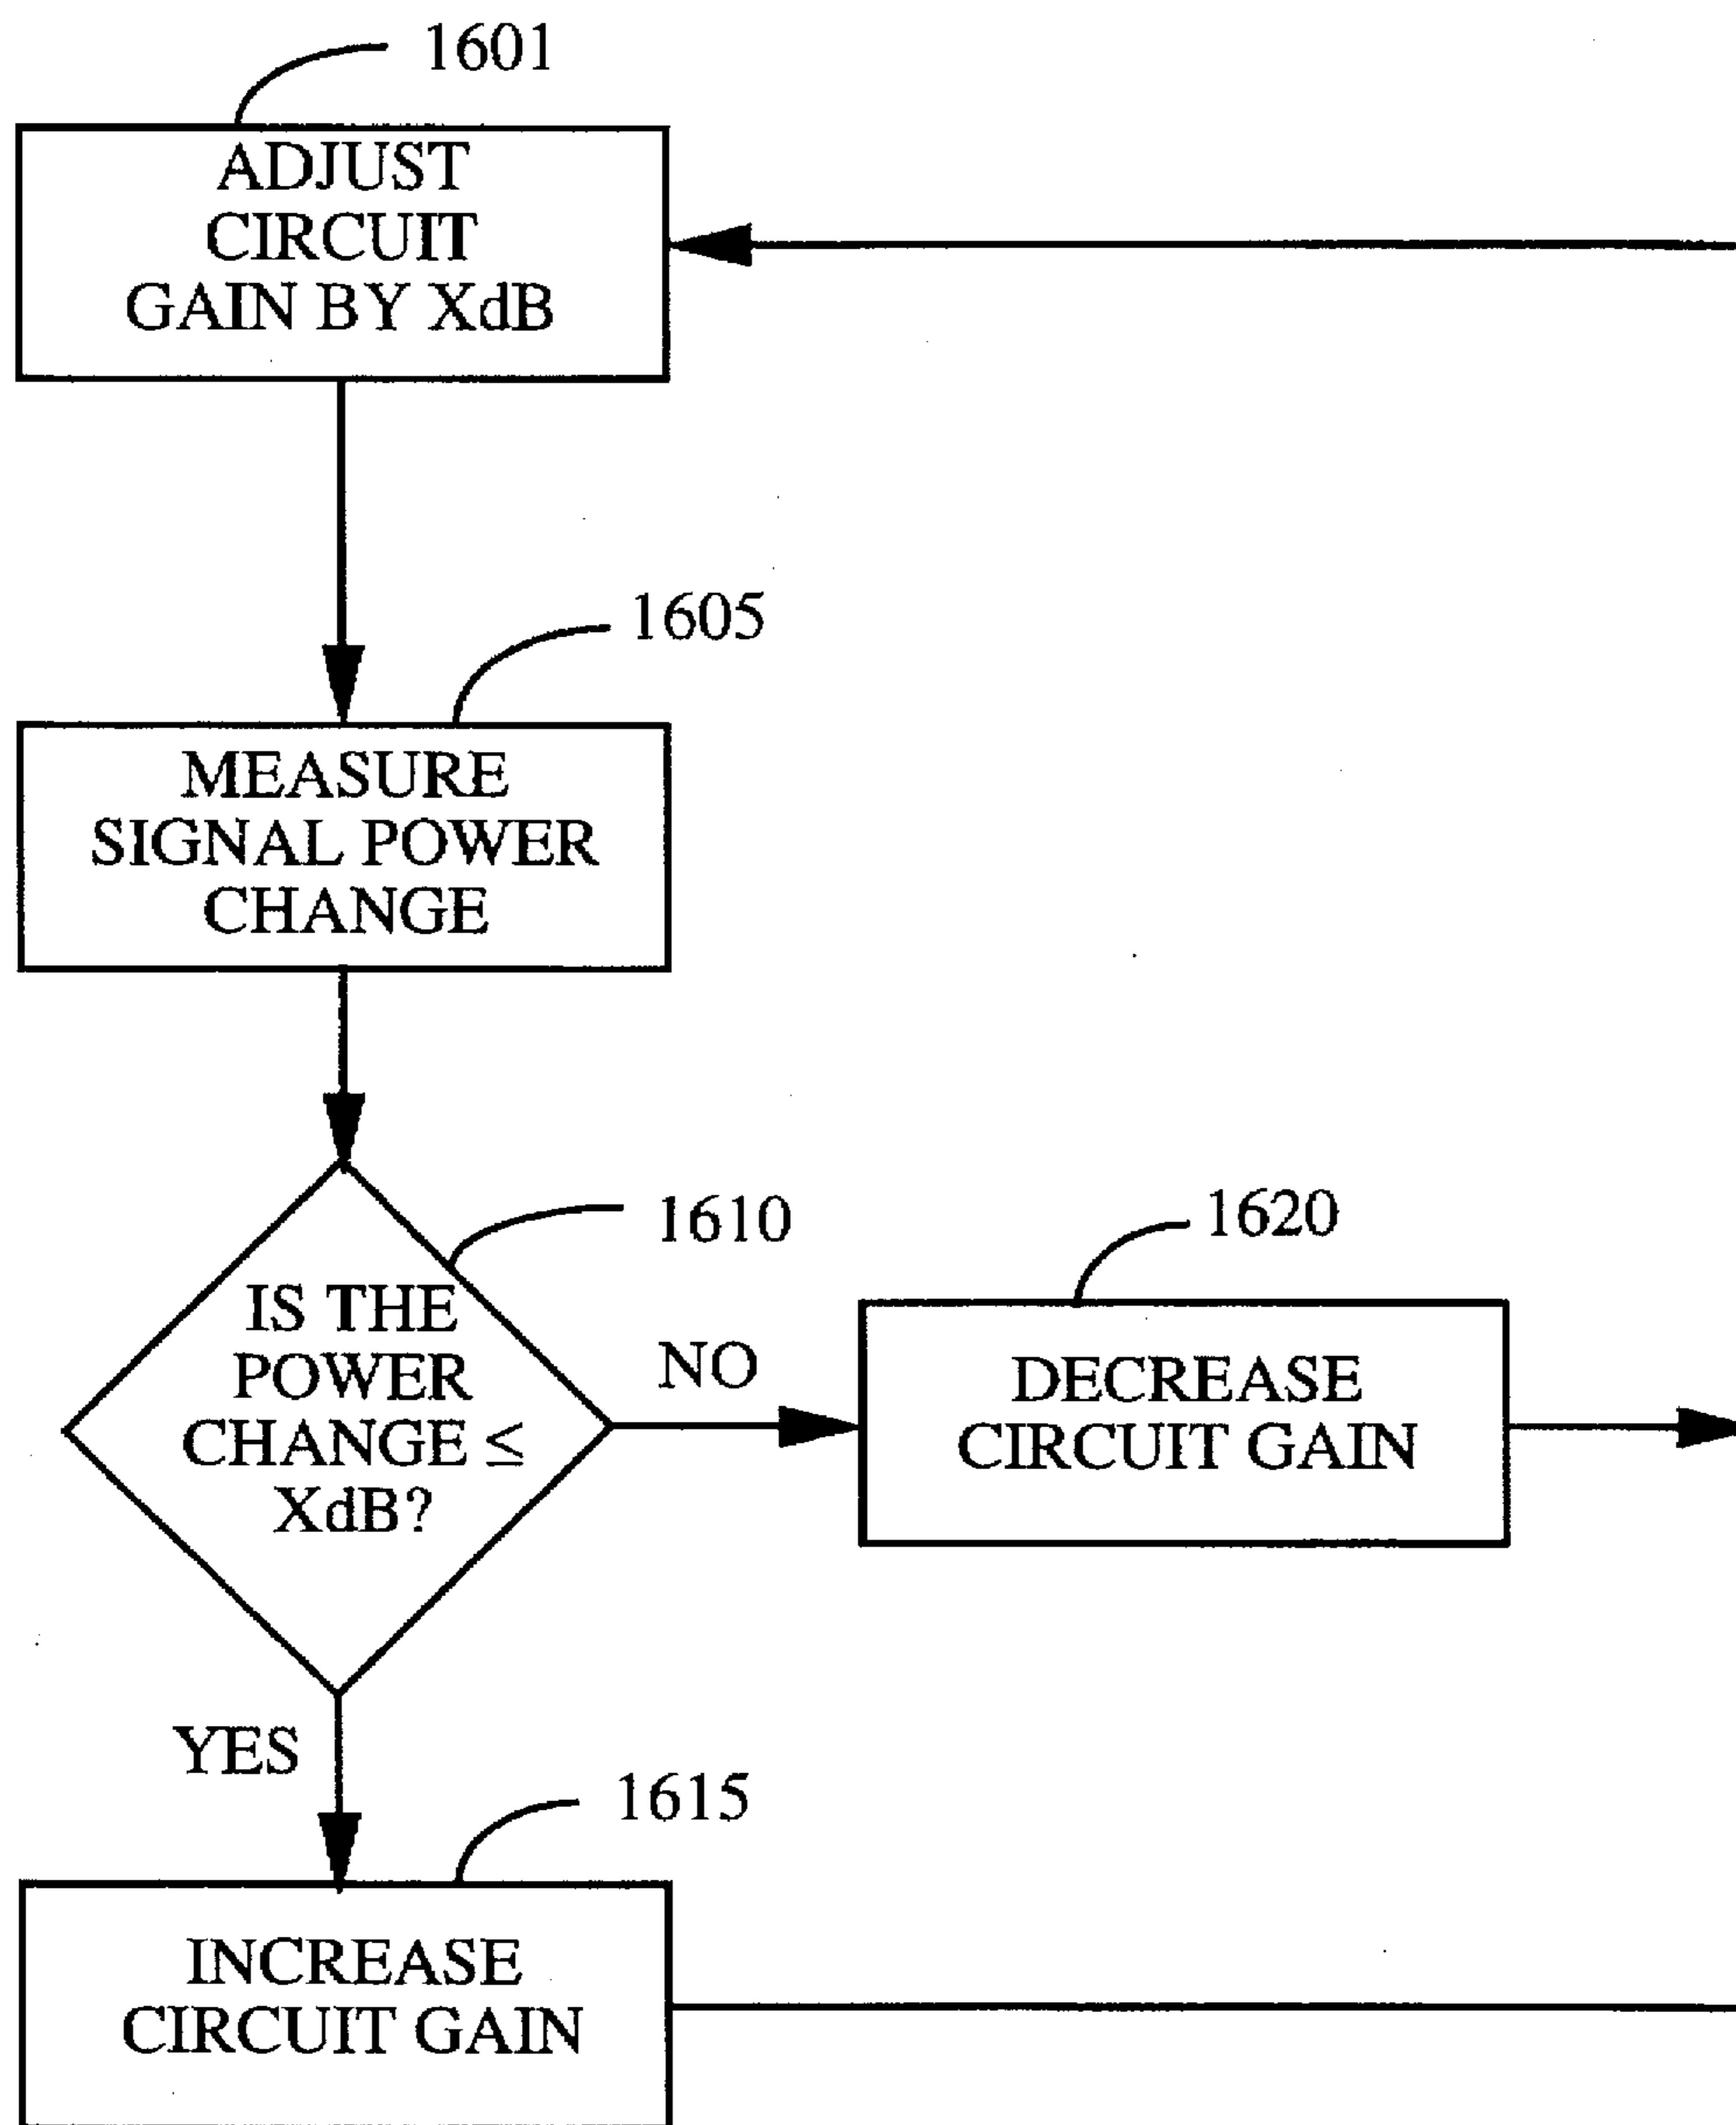 1601
ADJUST
CIRCUIT
GAIN BY XdB
1605
MEASURE
SIGNAL POWER
CHANGE
1610
IS THE
POWER
CHANGE ≤
XdB?
NO
1620
DECREASE
CIRCUIT GAIN
YES
1615
INCREASE
CIRCUIT GAIN